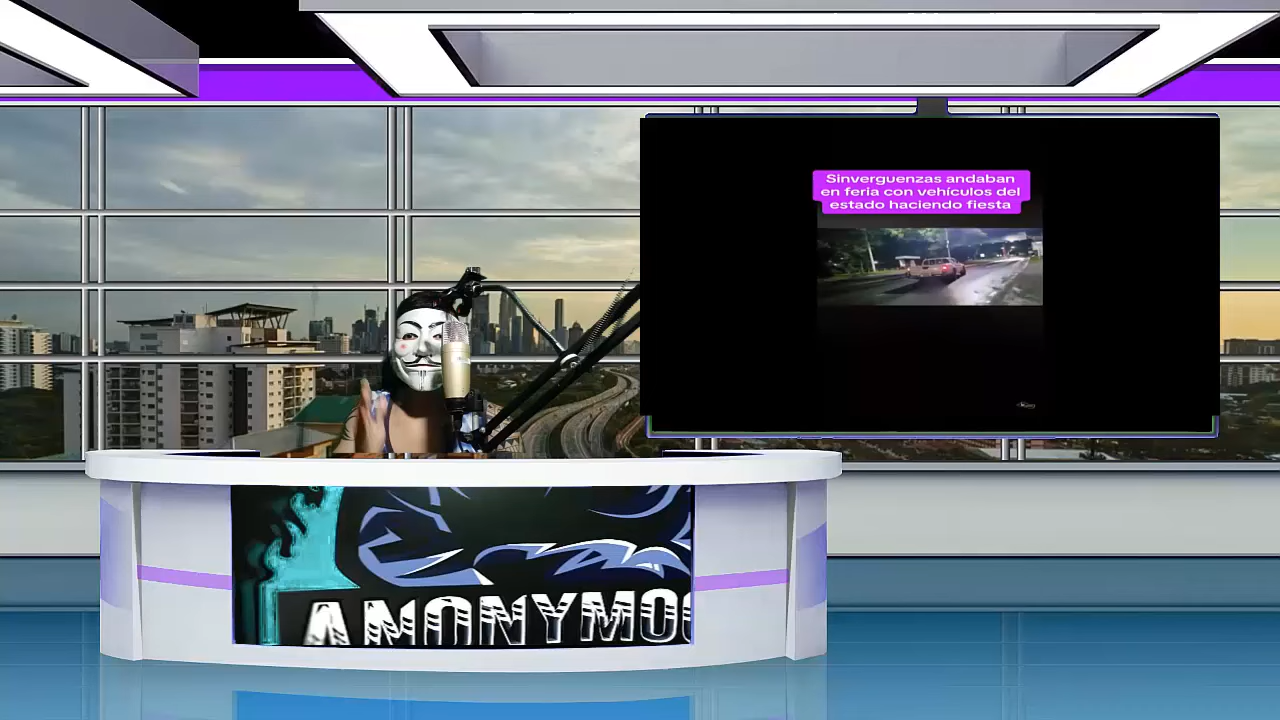 Sinverguenzas andaban
en feria con vehículos del
estado haciendo fiesta
ANONYMO